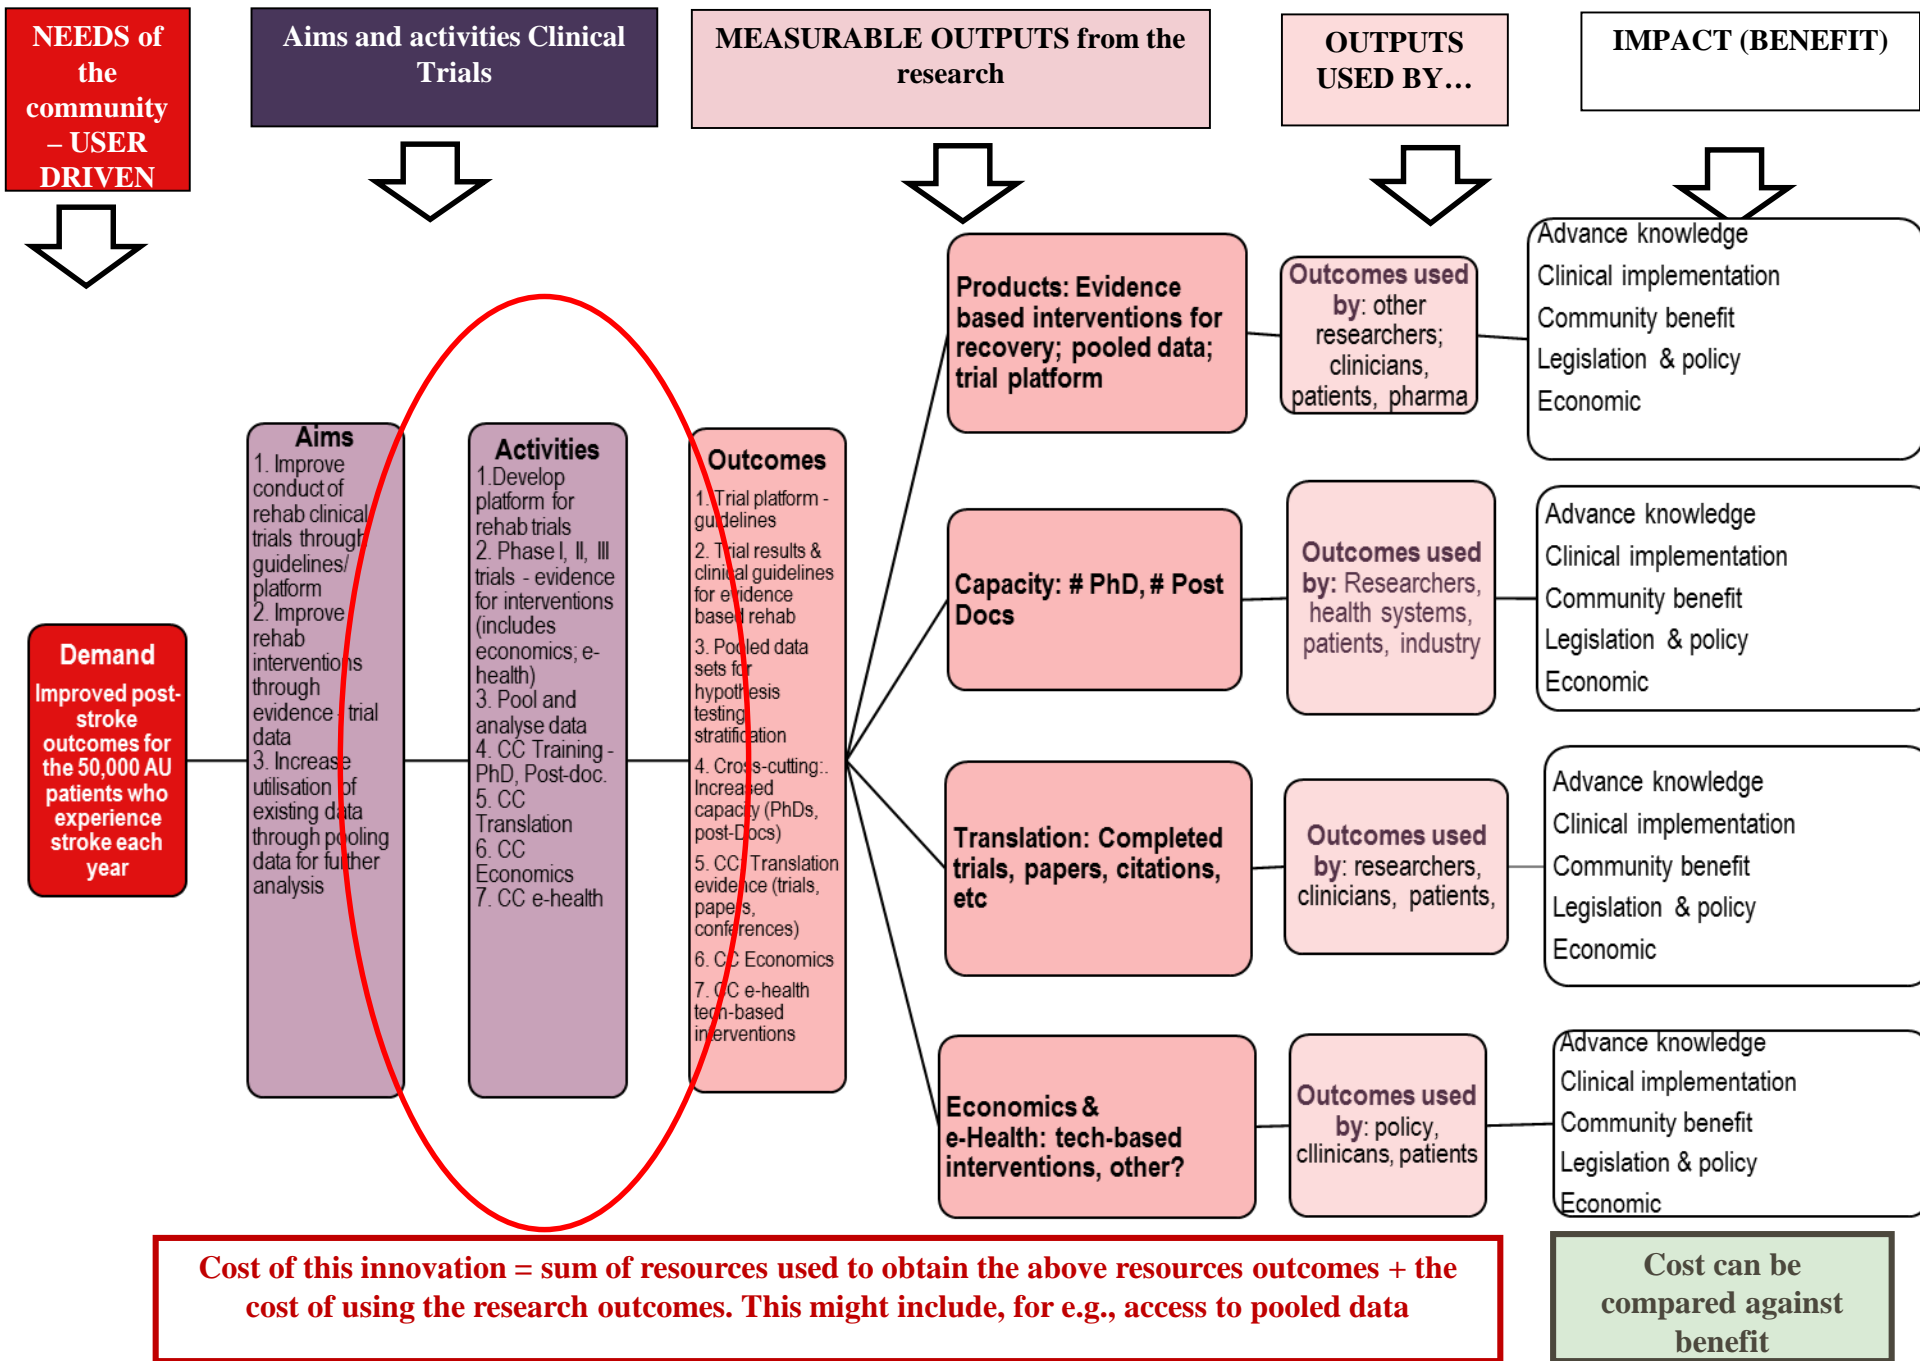 NEEDS of
the
community
– USER
DRIVEN
Aims and activities Clinical
Trials
MEASURABLE OUTPUTS from the
research
OUTPUTS
USED BY…
IMPACT (BENEFIT)
Demand
Improved post-
stroke
outcomes for
the 50,000 AU
patients who
experience
stroke each
year
Aims
1. Improve
conduct of
rehab clinical
trials through
guidelines/
platform
2. Improve
rehab
interventions
through
evidence - trial
data
3. Increase
utilisation of
existing data
through pooling
data for further
analysis
Activities
1.Develop
platform for
rehab trials
2. Phase I, II, III
trials - evidence
for interventions
(includes
economics; e-
health)
3. Pool and
analyse data
4. CC Training -
PhD, Post-doc.
5. CC
Translation
6. CC
Economics
7. CC e-health
Outcomes
1. Trial platform -
guidelines
2. Trial results &
clinical guidelines
for evidence
based rehab
3. Pooled data
sets for
hypothesis
testing,
stratification
4. Cross-cutting:.
Increased
capacity (PhDs,
post-Docs)
5. CC: Translation
evidence (trials,
papers,
conferences)
6. CC Economics
7. CC e-health
tech-based
interventions
Products: Evidence
based interventions for
recovery; pooled data;
trial platform
Outcomes used
by: other
researchers;
clinicians,
patients, pharma
Advance knowledge
Clinical implementation
Community benefit
Legislation & policy
Economic
Capacity: # PhD, # Post
Docs
Outcomes used
by: Researchers,
health systems,
patients, industry
Advance knowledge
Clinical implementation
Community benefit
Legislation & policy
Economic
Translation: Completed
trials, papers, citations,
etc
Outcomes used
by: researchers,
clinicians, patients,
Advance knowledge
Clinical implementation
Community benefit
Legislation & policy
Economic
Economics &
e-Health: tech-based
interventions, other?
Outcomes used
by: policy,
cllinicans, patients
Advance knowledge
Clinical implementation
Community benefit
Legislation & policy
Economic
Cost of this innovation = sum of resources used to obtain the above resources outcomes + the
cost of using the research outcomes. This might include, for e.g., access to pooled data
Cost can be
compared against
benefit